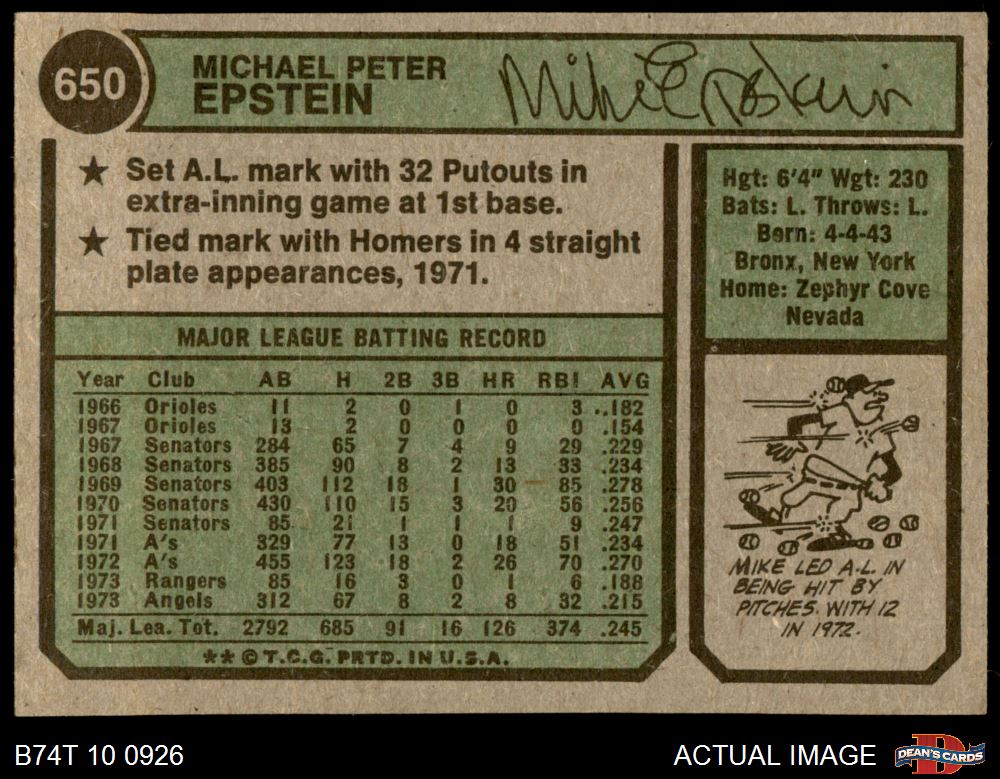 650
MICHAEL PETER
EPSTEIN
Mike Epstein
★ Set A.L. mark with 32 Putouts in
extra-inning game at 1st base.
★ Tied mark with Homers in 4 straight
plate appearances, 1971.
Hgt: 6'4" Wgt: 230
Bats: L. Throws: L.
Born: 4-4-43
Bronx, New York
Home: Zephyr Cove
Nevada
MAJOR LEAGUE BATTING RECORD
Year Club AB H 2B 3B HR RBI AVG
1966 Orioles 11 2 0 1 0 3 .182
1967 Orioles 13 2 0 0 0 0 .154
1967 Senators 284 65 7 4 9 29 .229
1968 Senators 385 90 8 2 13 33 .234
1969 Senators 403 112 18 1 30 85 .278
1970 Senators 430 110 15 3 20 56 .256
1971 Senators 85 21 1 1 1 9 .247
1971 A's 329 77 13 0 18 51 .234
1972 A's 455 123 18 2 26 70 .270
1973 Rangers 85 16 3 0 1 6 .188
1973 Angels 312 67 8 2 8 32 .215
Maj. Lea. Tot. 2792 685 91 16 126 374 .245
** © T.C.G. PRTD. IN U.S.A.
MIKE LED A.L. IN
BEING HIT BY
PITCHES WITH 12
IN 1972.
B74T 10 0926
ACTUAL IMAGE
DEAN'S CARDS